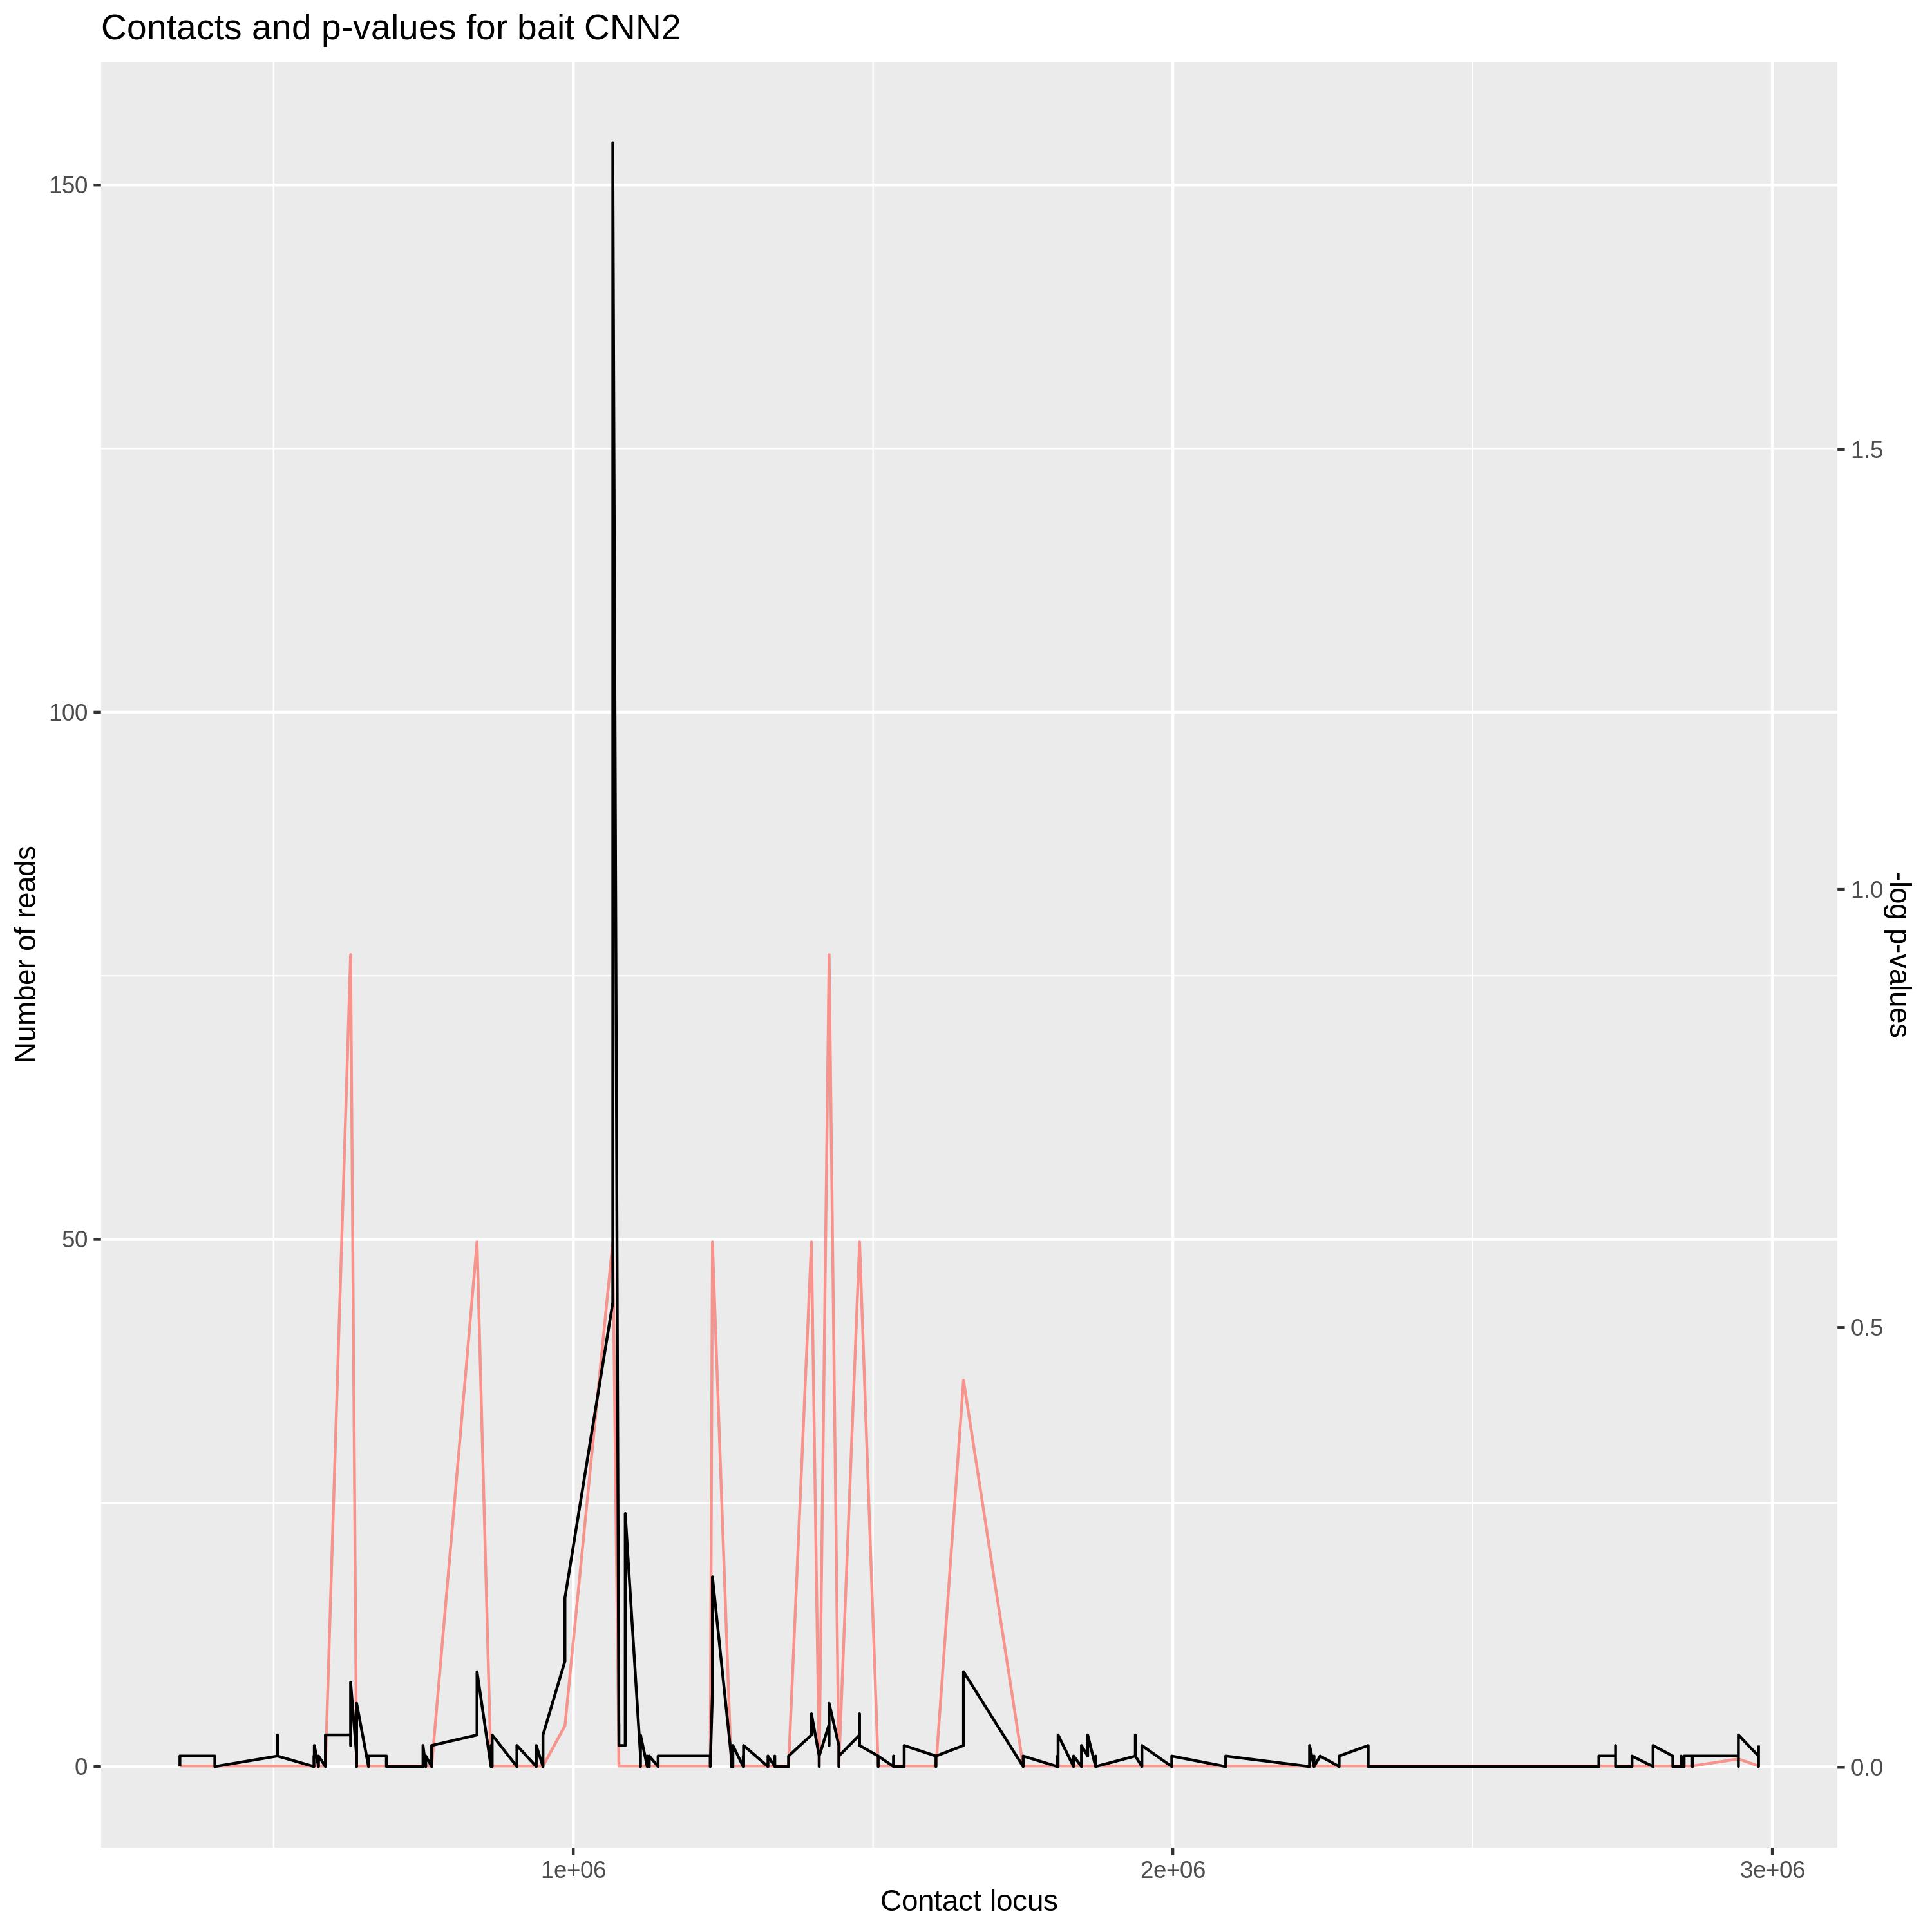 Contacts and p-values for bait CNN2
150
100
50
0
Number of reads
1.5
1.0
0.5
0.0
-log p-values
1e+06
2e+06
3e+06
Contact locus